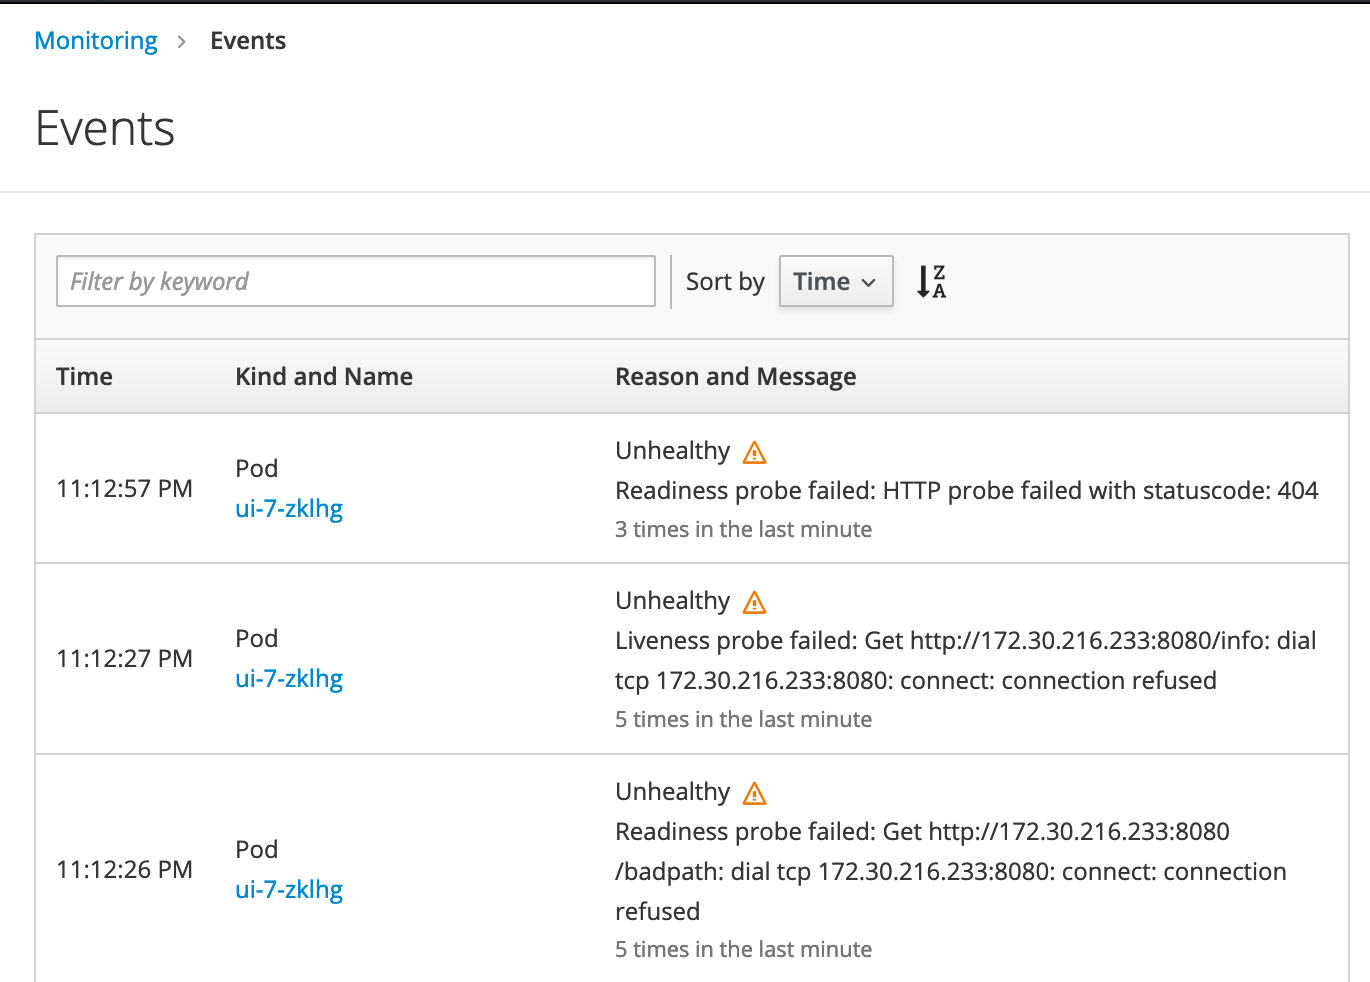 Monitoring > Events
Events
Filter by keyword
Sort by Time
Z
A
Time Kind and Name Reason and Message
11:12:57 PM
Pod
ui-7-zklhg
Unhealthy
Readiness probe failed: HTTP probe failed with statuscode: 404
3 times in the last minute
11:12:27 PM
Pod
ui-7-zklhg
Unhealthy
Liveness probe failed: Get http://172.30.216.233:8080/info: dial
tcp 172.30.216.233:8080: connect: connection refused
5 times in the last minute
11:12:26 PM
Pod
ui-7-zklhg
Unhealthy
Readiness probe failed: Get http://172.30.216.233:8080
/badpath: dial tcp 172.30.216.233:8080: connect: connection
refused
5 times in the last minute